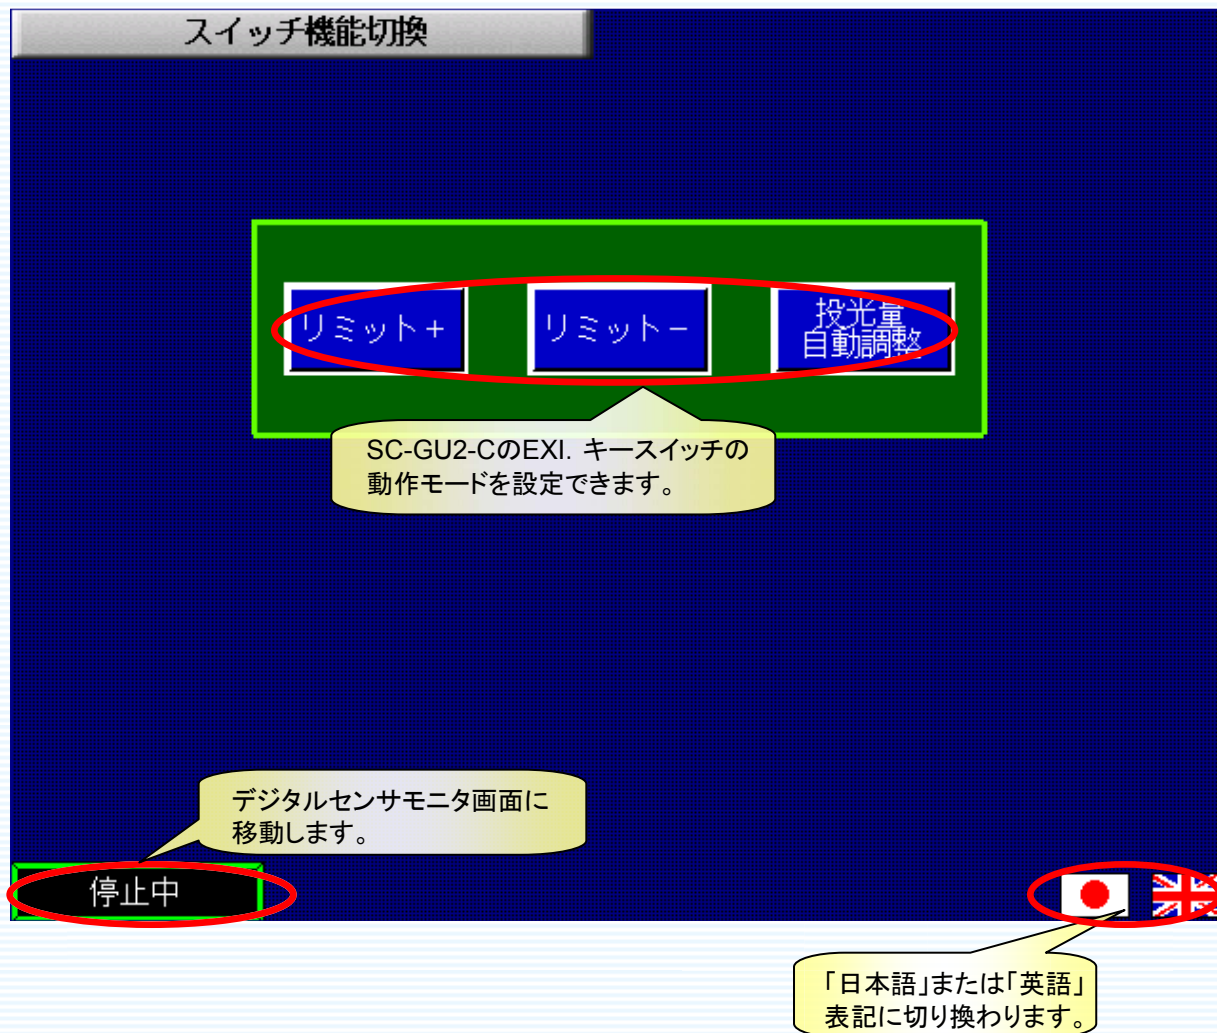 スイッチ機能切換
リミット+
リミット-
投光量
自動調整
SC-GU2-CのEXI. キースイッチの
動作モードを設定できます。
デジタルセンサモニタ画面に
移動します。
停止中
「日本語」または「英語」
表記に切り換わります。